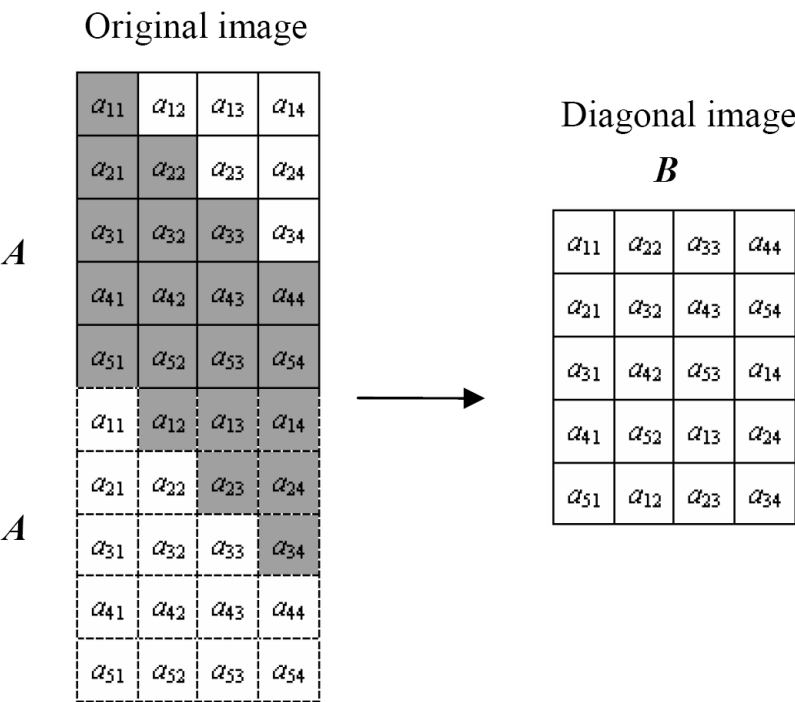 Original image
A
a11 a12 a13 a14
a21 a22 a23 a24
a31 a32 a33 a34
a41 a42 a43 a44
a51 a52 a53 a54
A
a11 a12 a13 a14
a21 a22 a23 a24
a31 a32 a33 a34
a41 a42 a43 a44
a51 a52 a53 a54
Diagonal image
B
a11 a22 a33 a44
a21 a32 a43 a54
a31 a42 a53 a14
a41 a52 a13 a24
a51 a12 a23 a34